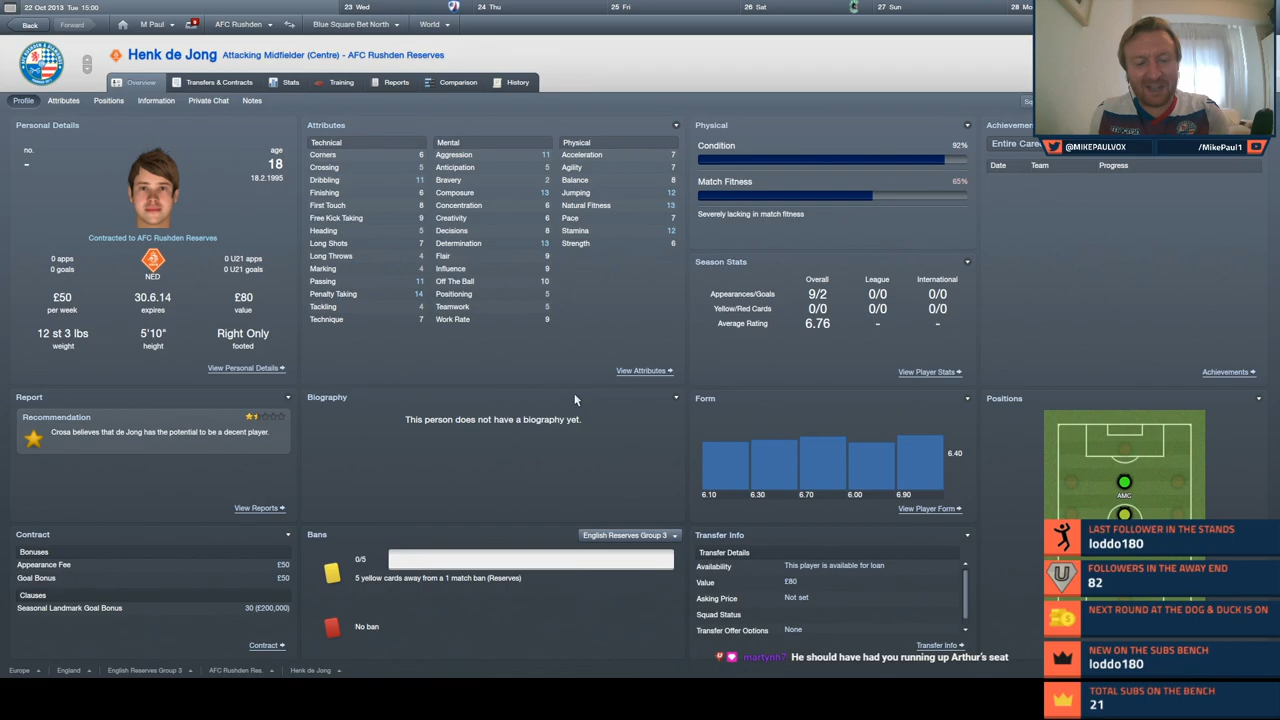 22 Oct 2013 Tue 15:00
23 Wed
24 Thu
25 Fri
26 Sat
27 Sun
28 Mo
Back
Forward
M Paul
AFC Rushden
Blue Square Bet North
World
Henk de Jong Attacking Midfielder (Centre) - AFC Rushden Reserves
Overview
Transfers & Contracts
Stats
Training
Reports
Comparison
History
Profile
Attributes
Positions
Information
Private Chat
Notes
@MIKEPAULVOX
/MikePaul1
Personal Details
no.
-
age
18
18.2.1995
Contracted to AFC Rushden Reserves
0 apps
0 goals
NED
0 U21 apps
0 U21 goals
£50
per week
30.6.14
expires
£80
value
12 st 3 lbs
weight
5'10"
height
Right Only
footed
View Personal Details
Attributes
Technical
Corners 6
Crossing 5
Dribbling 11
Finishing 6
First Touch 8
Free Kick Taking 9
Heading 5
Long Shots 7
Long Throws 4
Marking 4
Passing 11
Penalty Taking 14
Tackling 4
Technique 7
Mental
Aggression 11
Anticipation 5
Bravery 2
Composure 13
Concentration 6
Creativity 6
Decisions 8
Determination 13
Flair 9
Influence 9
Off The Ball 10
Positioning 5
Teamwork 5
Work Rate 9
Physical
Acceleration 7
Agility 7
Balance 8
Jumping 12
Natural Fitness 13
Pace 7
Stamina 12
Strength 6
View Attributes
Physical
Condition 92%
Match Fitness 65%
Severely lacking in match fitness
Season Stats
Overall League International
Appearances/Goals 9/2 0/0 0/0
Yellow/Red Cards 0/0 0/0 0/0
Average Rating 6.76 - -
View Player Stats
Achievem
Entire Care
Date Team Progress
Achievements
Report
Recommendation
Crosa believes that de Jong has the potential to be a decent player.
View Reports
Biography
This person does not have a biography yet.
Form
6.40
6.10 6.30 6.70 6.00 6.90
View Player Form
Positions
AMC
Contract
Bonuses
Appearance Fee £50
Goal Bonus £50
Clauses
Seasonal Landmark Goal Bonus 30 (£200,000)
Contract
Bans
English Reserves Group 3
0/5
5 yellow cards away from a 1 match ban (Reserves)
No ban
Transfer Info
Transfer Details
Availability This player is available for loan
Value £80
Asking Price Not set
Squad Status
Transfer Offer Options None
Transfer Info
martynh7 He should have had you running up Arthur's seat
LAST FOLLOWER IN THE STANDS
loddo180
FOLLOWERS IN THE AWAY END
82
NEXT ROUND AT THE DOG & DUCK IS ON
NEW ON THE SUBS BENCH
loddo180
TOTAL SUBS ON THE BENCH
21
Europe
England
English Reserves Group 3
AFC Rushden Res.
Henk de Jong